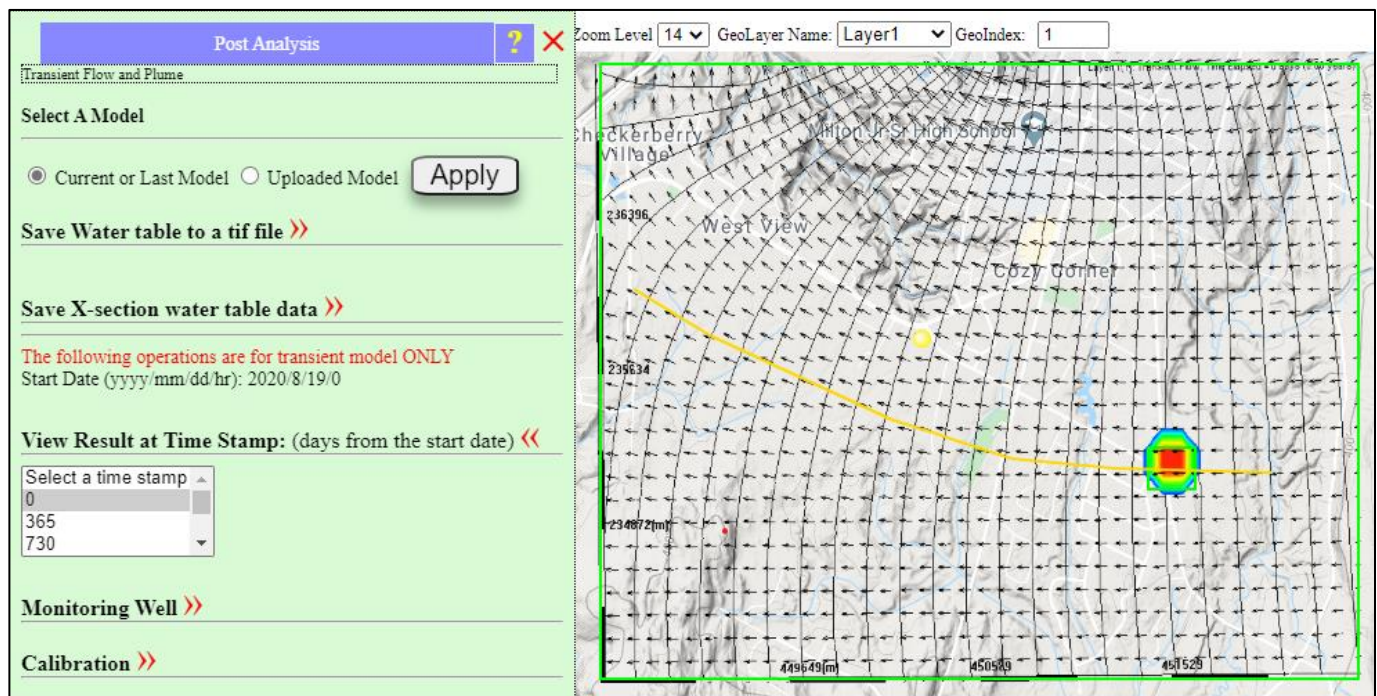 Post Analysis
?
Transient Flow and Plume
Select A Model
Current or Last Model
Uploaded Model
Apply
Save Water table to a tif file
Save X-section water table data
The following operations are for transient model ONLY
Start Date (yyyy/mm/dd/hr): 2020/8/19/0
View Result at Time Stamp: (days from the start date)
Select a time stamp
0
365
730
Monitoring Well
Calibration
Zoom Level 14 GeoLayer Name: Layer1 GeoIndex: 1
Checkerberry
Village
Milton Jr-Sr High School
236396
West View
Cozy Corner
235634
234872(m)
449649(m)
451529